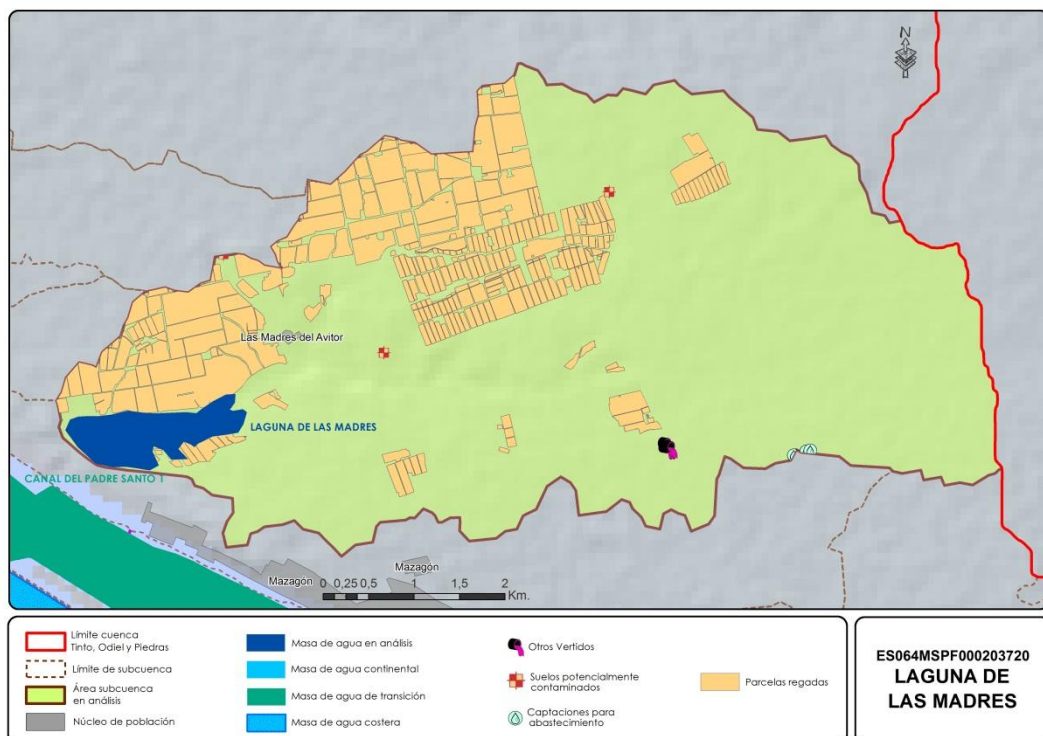 N
Las Madres del Avitor
LAGUNA DE LAS MADRES
CANAL DEL PADRE SANTO 1
Mazagón
Mazagón
0 0,25 0,5 1 1,5 2
Km.
Límite cuenca
Tinto, Odiel y Piedras
Límite de subcuenca
Área subcuenca
en análisis
Núcleo de población
Masa de agua en análisis
Masa de agua continental
Masa de agua de transición
Masa de agua costera
Otros Vertidos
Suelos potencialmente
contaminados
Captaciones para
abastecimiento
Parcelas regadas
ES064MSPF000203720
LAGUNA DE
LAS MADRES